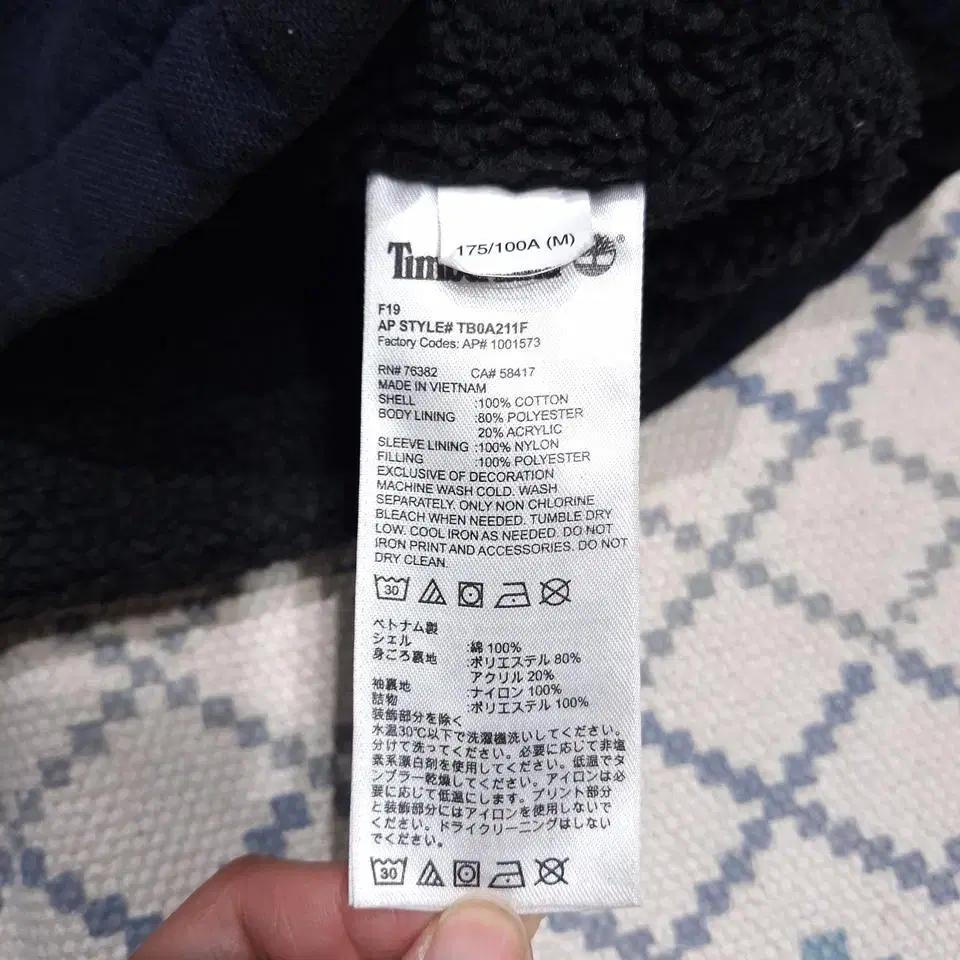 175/100A (M)
Timberland ®
F19
AP STYLE# TB0A211F
Factory Codes: AP# 1001573
RN# 76382 CA# 58417
MADE IN VIETNAM
SHELL :100% COTTON
BODY LINING :80% POLYESTER
20% ACRYLIC
SLEEVE LINING :100% NYLON
FILLING :100% POLYESTER
EXCLUSIVE OF DECORATION
MACHINE WASH COLD. WASH
SEPARATELY. ONLY NON CHLORINE
BLEACH WHEN NEEDED. TUMBLE DRY
LOW. COOL IRON AS NEEDED. DO NOT
IRON PRINT AND ACCESSORIES. DO NOT
DRY CLEAN.
30
ベトナム製
シェル :綿 100%
身ごろ裏地 :ポリエステル 80%
アクリル 20%
袖裏地 :ナイロン 100%
詰物 :ポリエステル 100%
装飾部分を除く
水温30℃以下で洗濯機洗いしてください。
分けて洗ってください。必要に応じて非塩
素系漂白剤を使用してください。低温でタ
ンブラー乾燥してください。アイロンは必
要に応じて低温にします。プリント部分
と装飾部分にはアイロンを使用しないで
ください。ドライクリーニングはしない
でください。
30